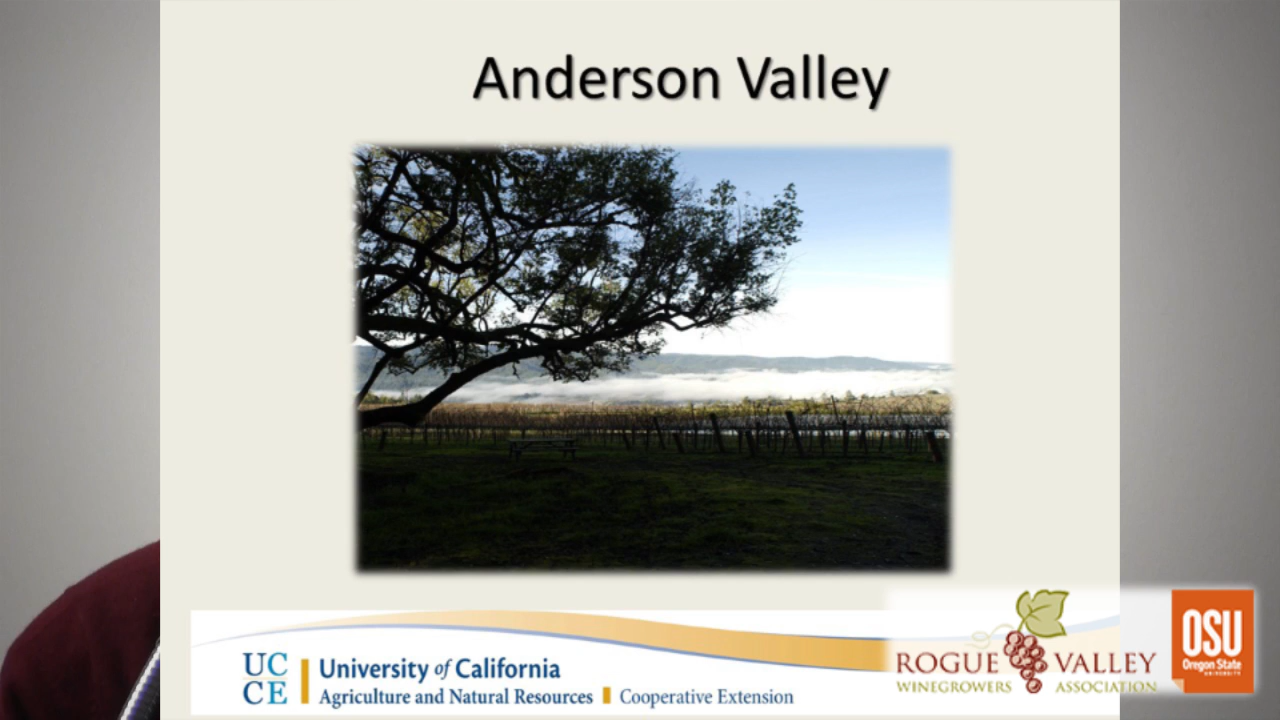 Anderson Valley
UC
CE
University of California
Agriculture and Natural Resources
Cooperative Extension
ROGUE VALLEY
WINEGROWERS ASSOCIATION
OSU
Oregon State
UNIVERSITY